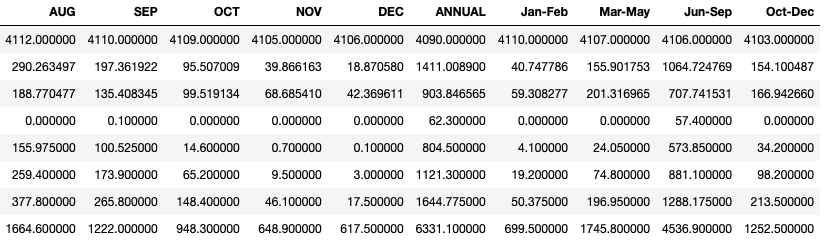 AUG SEP OCT NOV DEC ANNUAL Jan-Feb Mar-May Jun-Sep Oct-Dec
4112.000000 4110.000000 4109.000000 4105.000000 4106.000000 4090.000000 4110.000000 4107.000000 4106.000000 4103.000000
290.263497 197.361922 95.507009 39.866163 18.870580 1411.008900 40.747786 155.901753 1064.724769 154.100487
188.770477 135.408345 99.519134 68.685410 42.369611 903.846565 59.308277 201.316965 707.741531 166.942660
0.000000 0.100000 0.000000 0.000000 0.000000 62.300000 0.000000 0.000000 57.400000 0.000000
155.975000 100.525000 14.600000 0.700000 0.100000 804.500000 4.100000 24.050000 573.850000 34.200000
259.400000 173.900000 65.200000 9.500000 3.000000 1121.300000 19.200000 74.800000 881.100000 98.200000
377.800000 265.800000 148.400000 46.100000 17.500000 1644.775000 50.375000 196.950000 1288.175000 213.500000
1664.600000 1222.000000 948.300000 648.900000 617.500000 6331.100000 699.500000 1745.800000 4536.900000 1252.500000